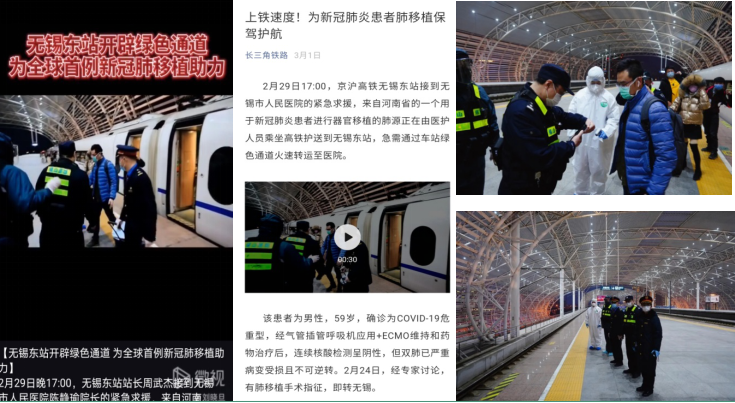 无锡东站开辟绿色通道
为全球首例新冠肺移植助力
【无锡东站开辟绿色通道 为全球首例新冠肺移植助
力】
2月29日晚17:00，无锡东站站长周武杰接到无锡
市人民医院陈静瑜院长的紧急求援，来自河南
微视
上铁速度！为新冠肺炎患者肺移植保
驾护航
长三角铁路 3月1日
2月29日17:00，京沪高铁无锡东站接到无
锡市人民医院的紧急求援，来自河南省的一个用
于新冠肺炎患者进行器官移植的肺源正在由医护
人员乘坐高铁护送到无锡东站，急需通过车站绿
色通道火速转运至医院。
00:30
该患者为男性，59岁，确诊为COVID-19危
重型，经气管插管呼吸机应用+ECMO维持和药
物治疗后，连续核酸检测呈阴性，但双肺已严重
病变受损且不可逆转。2月24日，经专家讨论，
有肺移植手术指征，即转无锡。